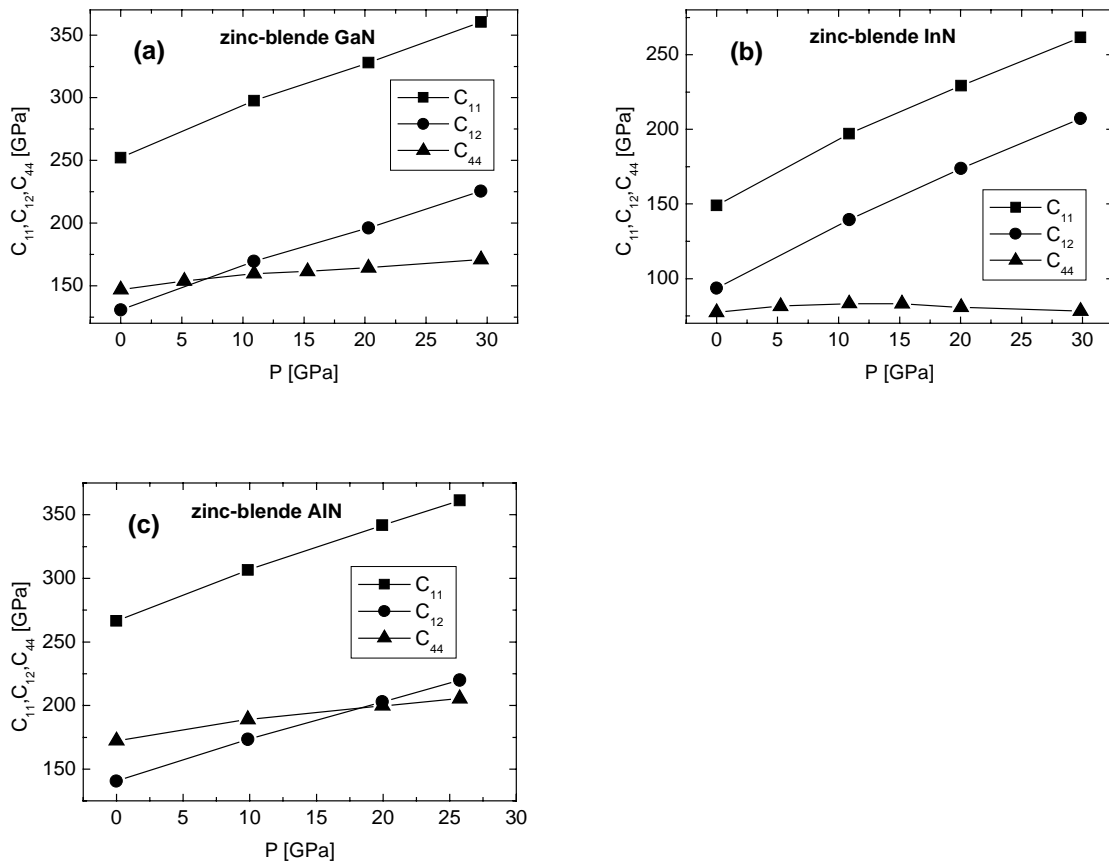 (a)
zinc-blende GaN
C11
C12
C44
C11,C12,C44 [GPa]
350
300
250
200
150
0 5 10 15 20 25 30
P [GPa]
(b)
zinc-blende InN
C11
C12
C44
C11,C12,C44 [GPa]
250
200
150
100
0 5 10 15 20 25 30
P [GPa]
(c)
zinc-blende AlN
C11
C12
C44
C11,C12,C44 [GPa]
350
300
250
200
150
0 5 10 15 20 25 30
P [GPa]